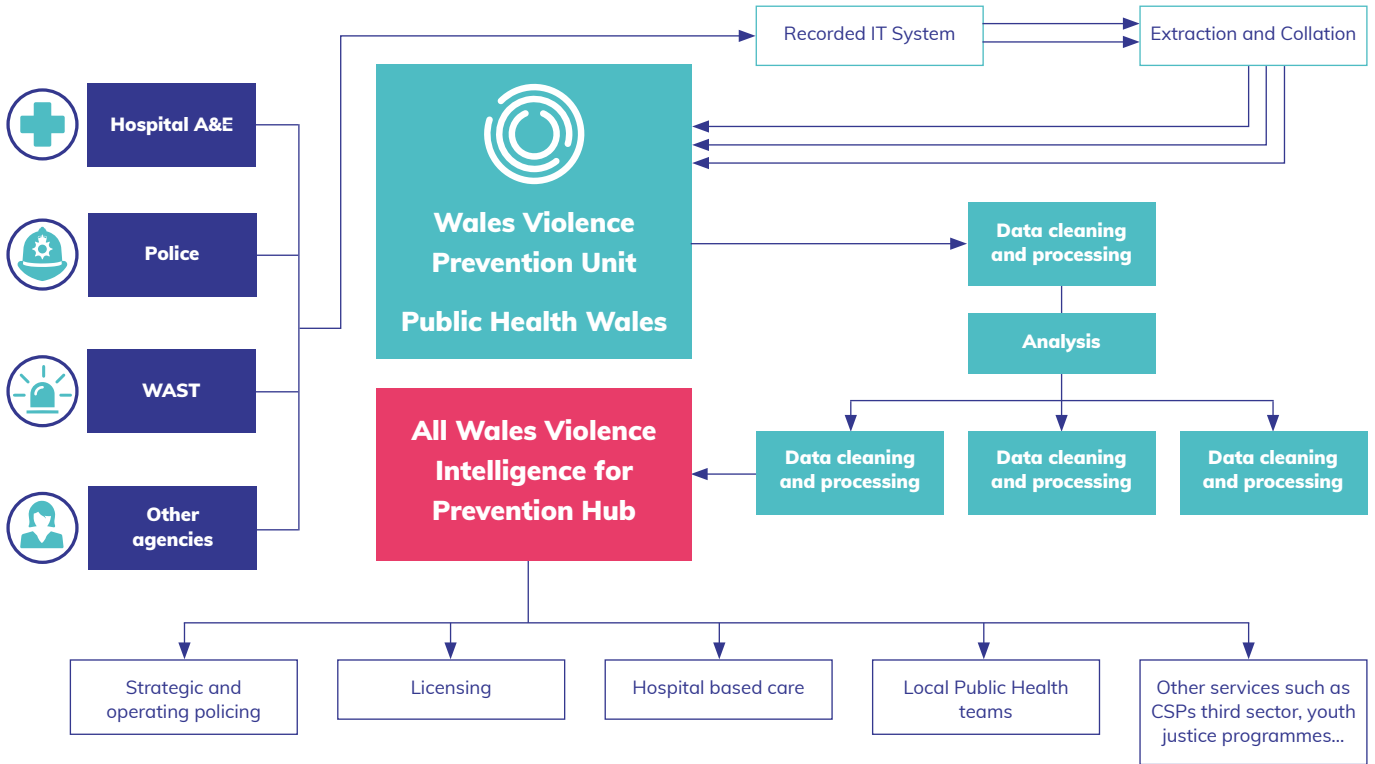 Recorded IT System
Extraction and Collation
Hospital A&E
Police
WAST
Other
agencies
Wales Violence
Prevention Unit
Public Health Wales
Data cleaning
and processing
Analysis
Data cleaning
and processing
Data cleaning
and processing
Data cleaning
and processing
All Wales Violence
Intelligence for
Prevention Hub
Strategic and
operating policing
Licensing
Hospital based care
Local Public Health
teams
Other services such as
CSPs third sector, youth
justice programmes...